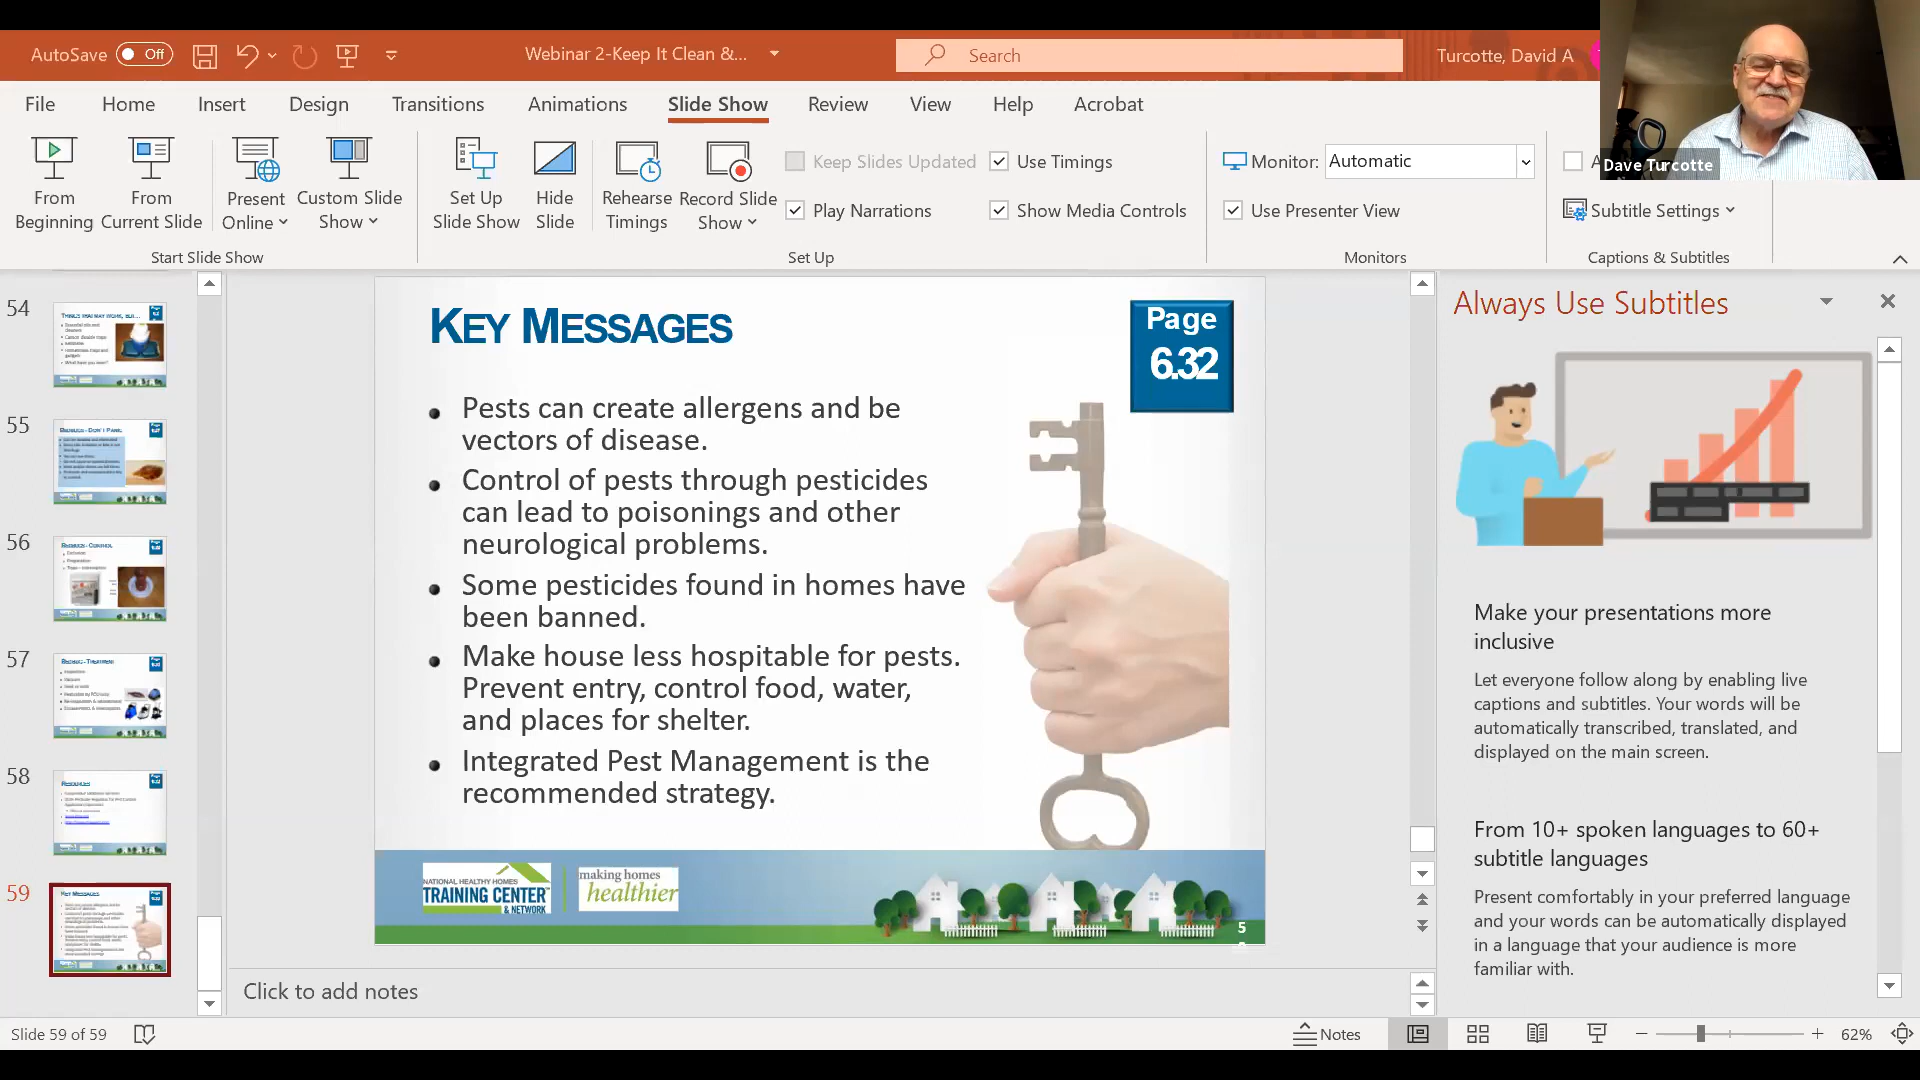 AutoSave Off
Webinar 2-Keep It Clean &...
Search
Turcotte, David A
File Home Insert Design Transitions Animations Slide Show Review View Help Acrobat
From Beginning
From Current Slide
Present Online
Custom Slide Show
Start Slide Show
Set Up Slide Show
Hide Slide
Rehearse Timings
Record Slide Show
Keep Slides Updated
Use Timings
Play Narrations
Show Media Controls
Set Up
Monitor: Automatic
Use Presenter View
Monitors
Subtitle Settings
Captions & Subtitles
Dave Turcotte
54
55
56
57
58
59
KEY MESSAGES
Page
6.32
Pests can create allergens and be
vectors of disease.
Control of pests through pesticides
can lead to poisonings and other
neurological problems.
Some pesticides found in homes have
been banned.
Make house less hospitable for pests.
Prevent entry, control food, water,
and places for shelter.
Integrated Pest Management is the
recommended strategy.
NATIONAL HEALTHY HOMES
TRAINING CENTER
& NETWORK
making homes
healthier
5
Click to add notes
Always Use Subtitles
Make your presentations more
inclusive
Let everyone follow along by enabling live
captions and subtitles. Your words will be
automatically transcribed, translated, and
displayed on the main screen.
From 10+ spoken languages to 60+
subtitle languages
Present comfortably in your preferred language
and your words can be automatically displayed
in a language that your audience is more
familiar with.
Slide 59 of 59
Notes
62%